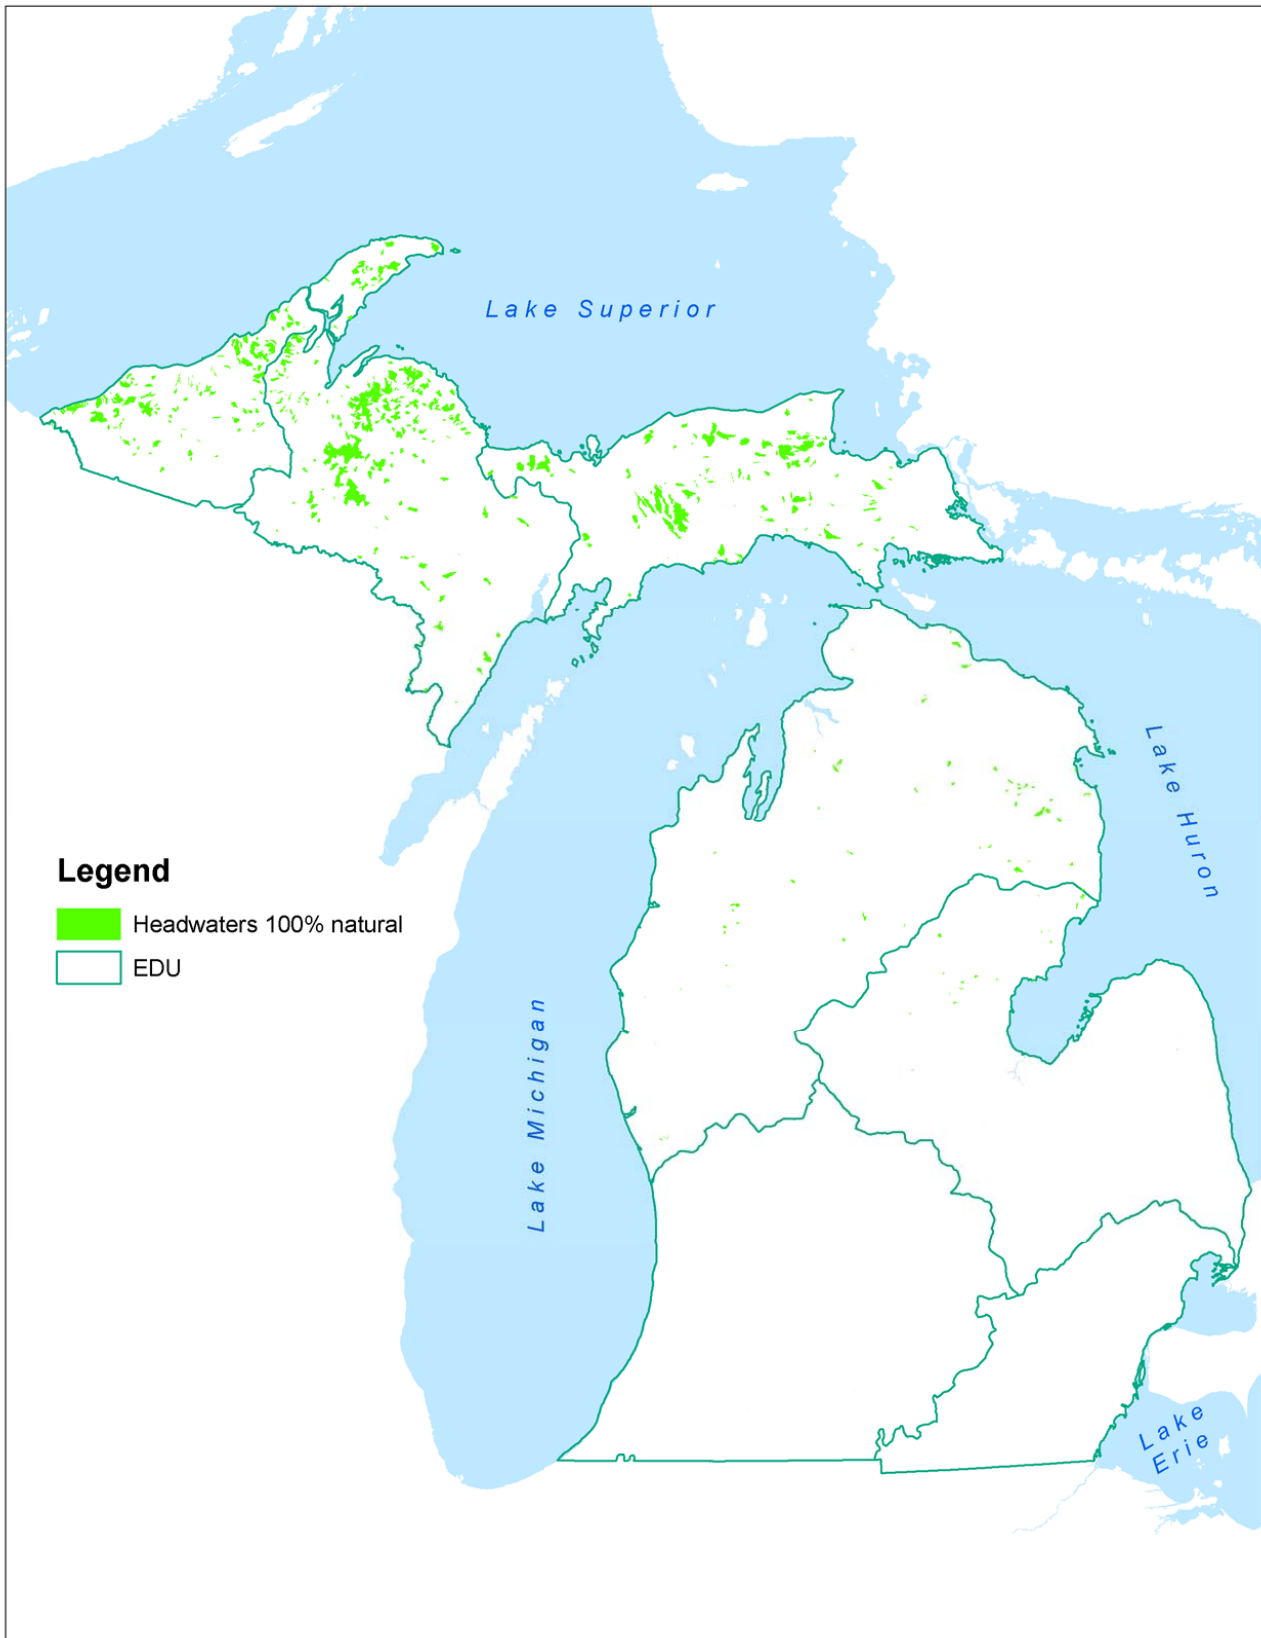 Lake Superior
Lake Huron
Legend
Headwaters 100% natural
EDU
Lake Michigan
Lake
Erie